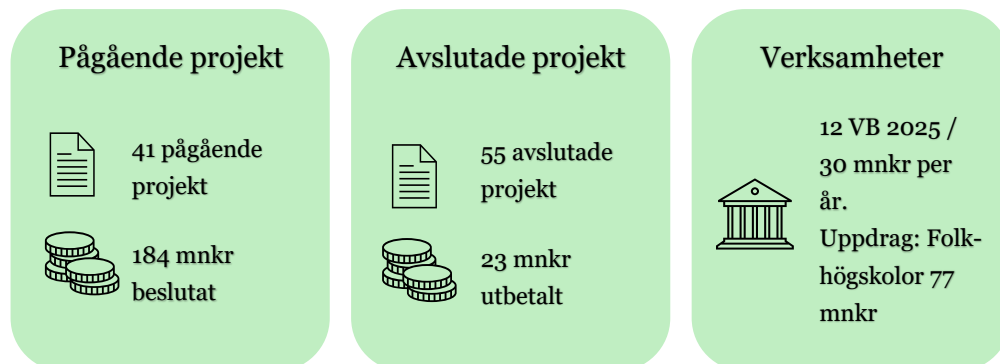 Pågående projekt
41 pågående
projekt
184 mnkr
beslutat
Avslutade projekt
55 avslutade
projekt
23 mnkr
utbetalt
Verksamheter
12 VB 2025 /
30 mnkr per
år.
Uppdrag: Folk-
högskolor 77
mnkr